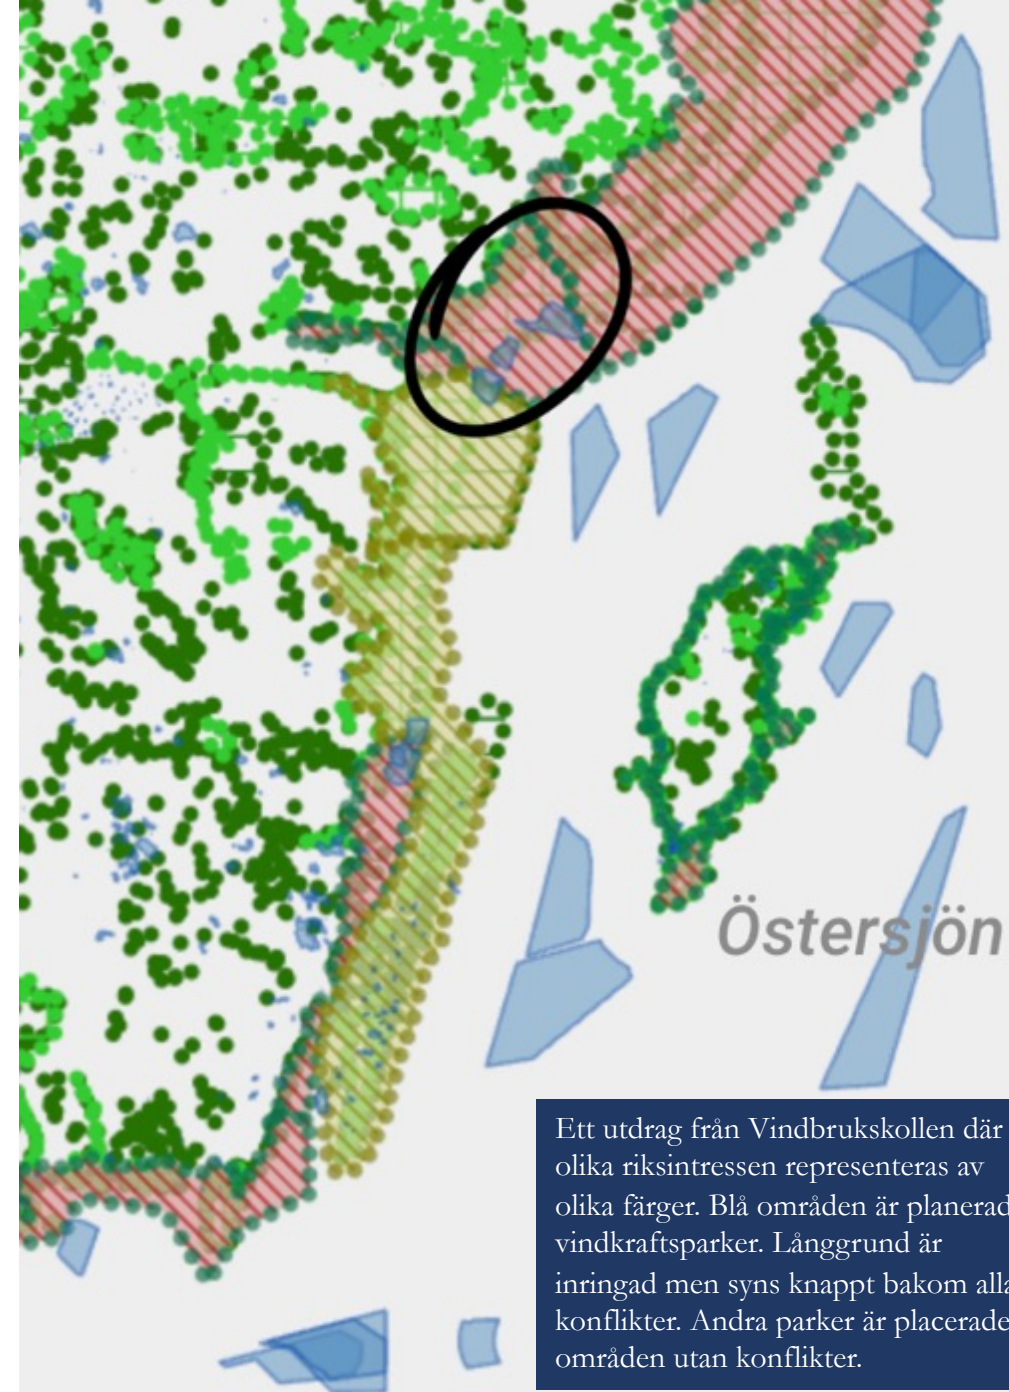 Östersjön
Ett utdrag från Vindbrukskollen där
olika riksintressen representeras av
olika färger. Blå områden är planerad
vindkraftsparker. Långgrund är
inringad men syns knappt bakom alla
konflikter. Andra parker är placerade
områden utan konflikter.